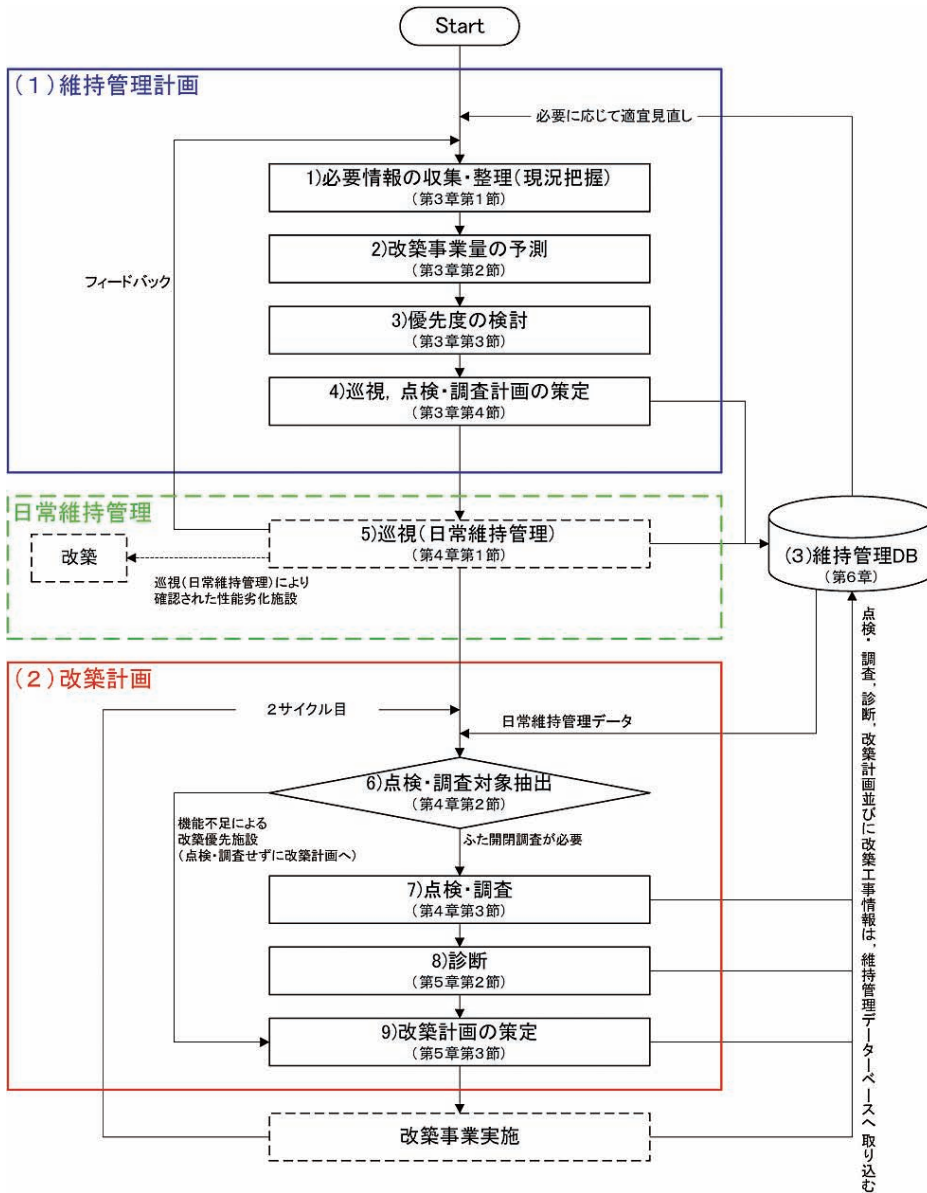 Start
(1)維持管理計画
必要に応じて適宜見直し
1)必要情報の収集・整理(現況把握)
(第3章第1節)
2)改築事業量の予測
(第3章第2節)
フィードバック
3)優先度の検討
(第3章第3節)
4)巡視，点検・調査計画の策定
(第3章第4節)
日常維持管理
5)巡視(日常維持管理)
(第4章第1節)
改築
巡視(日常維持管理)により
確認された性能劣化施設
(3)維持管理DB
(第6章)
(2)改築計画
2サイクル目
日常維持管理データ
6)点検・調査対象抽出
(第4章第2節)
機能不足による
改築優先施設
(点検・調査せずに改築計画へ)
ふた開閉調査が必要
7)点検・調査
(第4章第3節)
8)診断
(第5章第2節)
9)改築計画の策定
(第5章第3節)
改築事業実施
点検・調査，診断，改築計画並びに改築工事情報は，維持管理データーベースへ取り込む